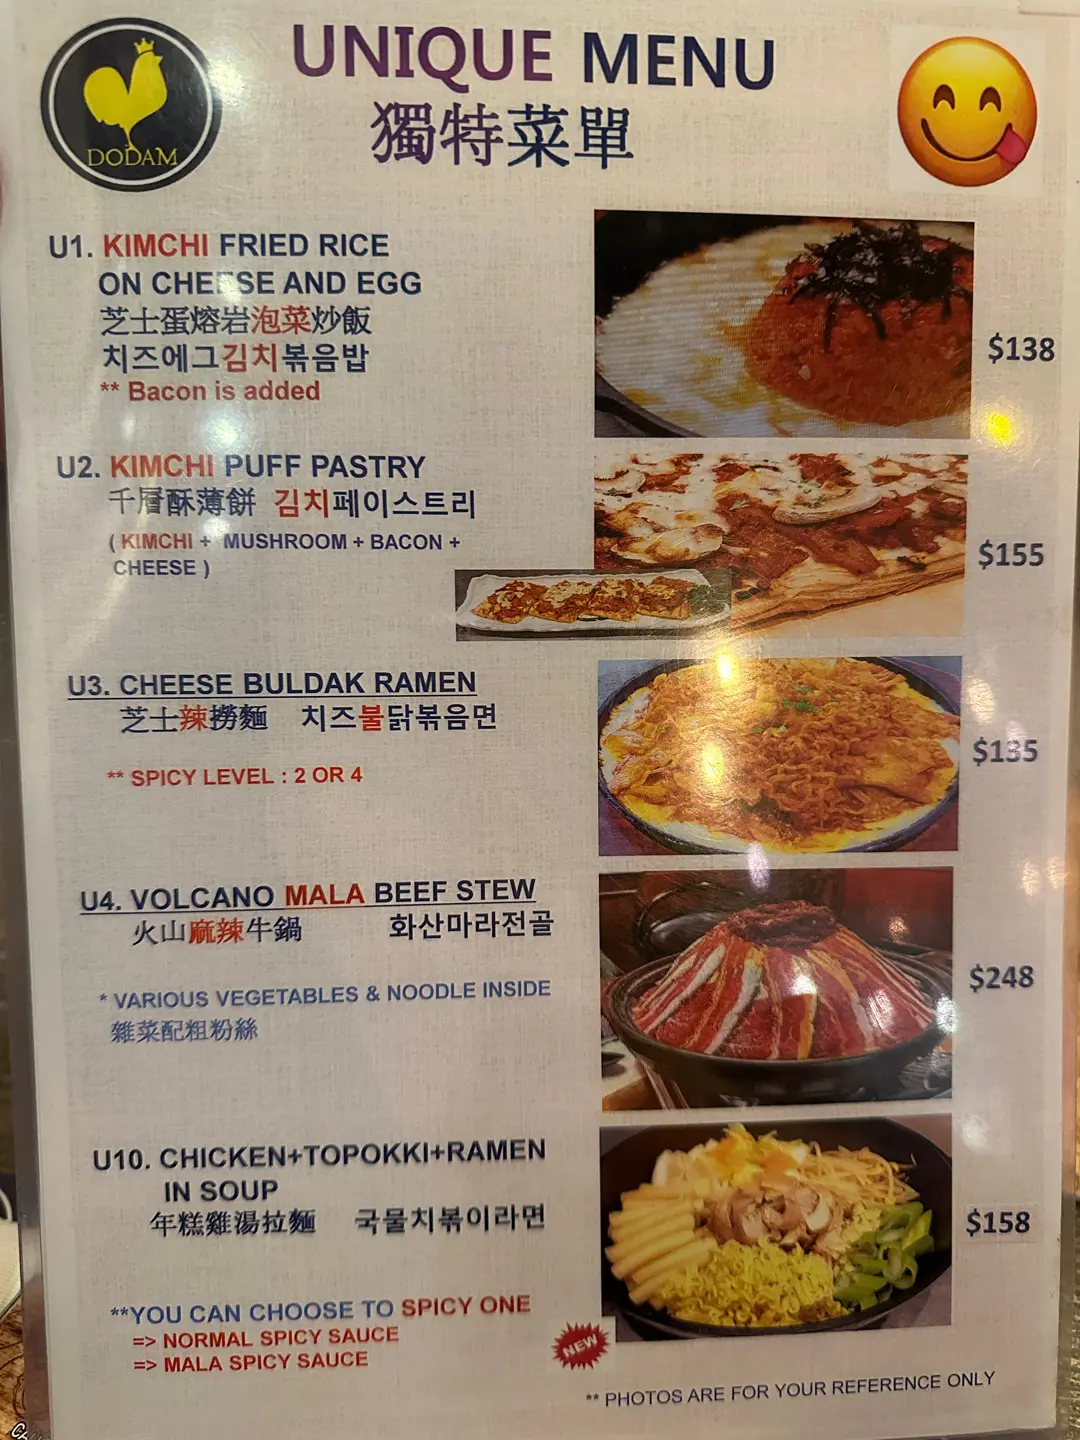 DODAM
UNIQUE MENU
獨特菜單
U1. KIMCHI FRIED RICE
ON CHEESE AND EGG
芝士蛋熔岩泡菜炒飯
치즈에그김치볶음밥
** Bacon is added
$138
U2. KIMCHI PUFF PASTRY
千層酥薄餅 김치페이스트리
( KIMCHI + MUSHROOM + BACON +
CHEESE )
$155
U3. CHEESE BULDAK RAMEN
芝士辣撈麵 치즈불닭볶음면
** SPICY LEVEL : 2 OR 4
$135
U4. VOLCANO MALA BEEF STEW
火山麻辣牛鍋 화산마라전골
* VARIOUS VEGETABLES & NOODLE INSIDE
雜菜配粗粉絲
$248
U10. CHICKEN+TOPOKKI+RAMEN
IN SOUP
年糕雞湯拉麵 국물치볶이라면
$158
**YOU CAN CHOOSE TO SPICY ONE
=> NORMAL SPICY SAUCE
=> MALA SPICY SAUCE
NEW
** PHOTOS ARE FOR YOUR REFERENCE ONLY